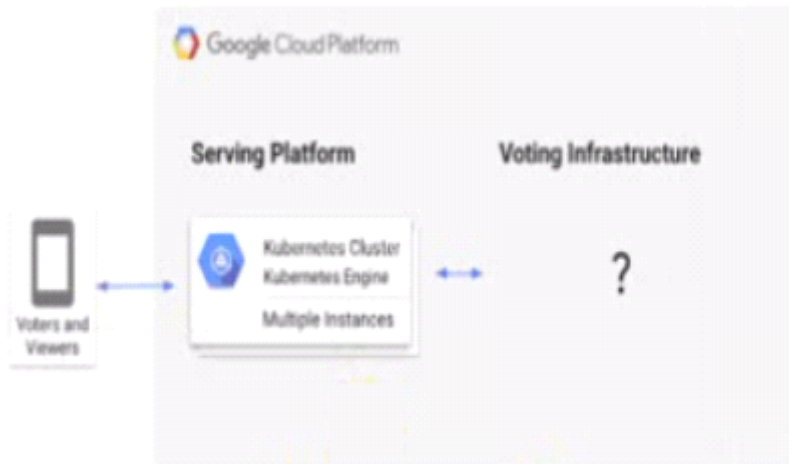 Google Cloud Platform
Serving Platform
Voting Infrastructure
Kubernetes Cluster
Kubernetes Engine
Multiple Instances
?
Voters and
Viewers